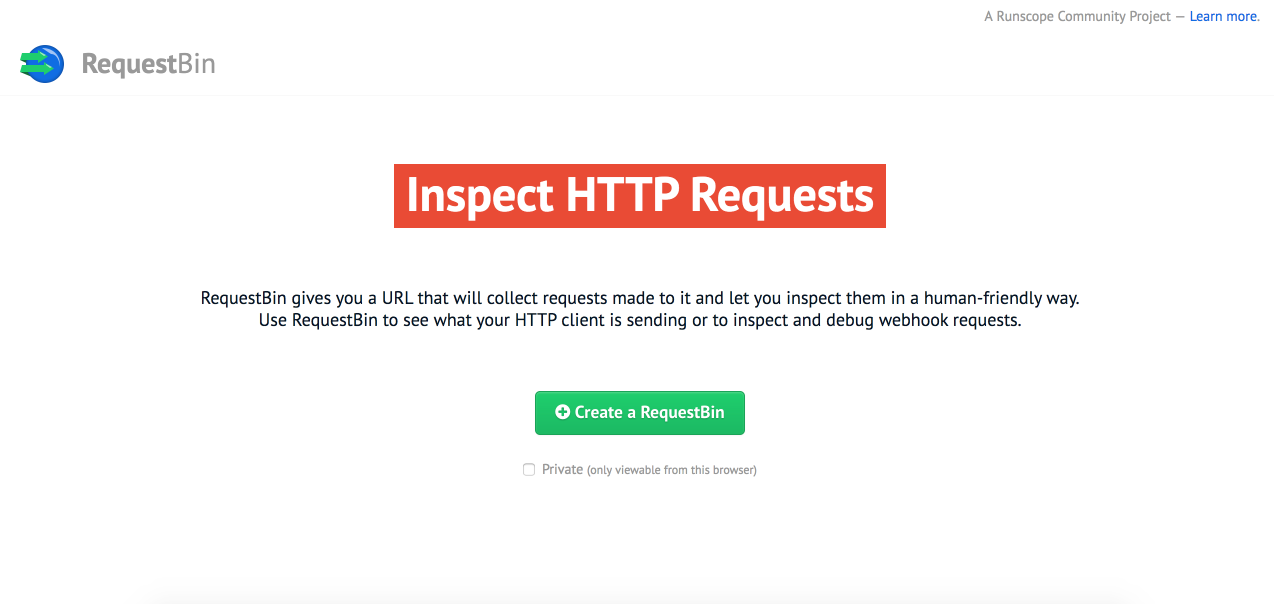 A Runscope Community Project — Learn more.
RequestBin
Inspect HTTP Requests
RequestBin gives you a URL that will collect requests made to it and let you inspect them in a human-friendly way.
Use RequestBin to see what your HTTP client is sending or to inspect and debug webhook requests.
Create a RequestBin
Private (only viewable from this browser)